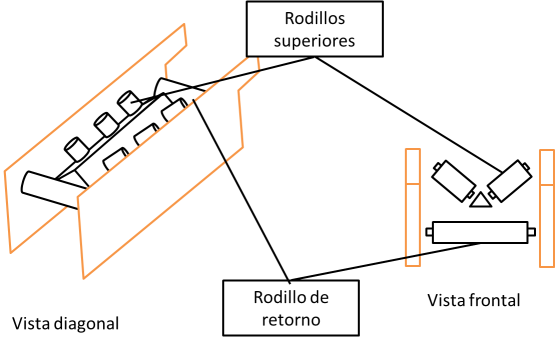 Rodillos
superiores
Rodillo de
retorno
Vista frontal
Vista diagonal